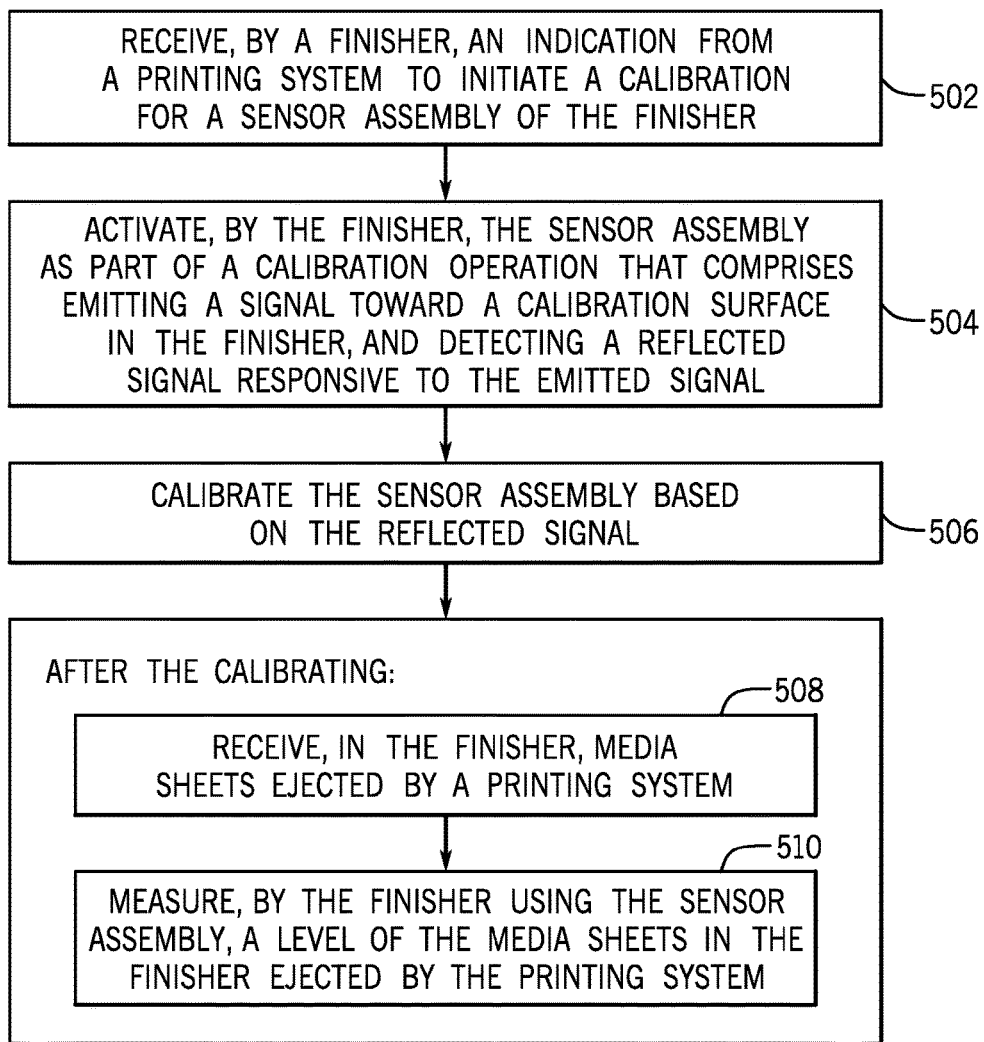 RECEIVE, BY A FINISHER, AN INDICATION FROM
A PRINTING SYSTEM TO INITIATE A CALIBRATION
FOR A SENSOR ASSEMBLY OF THE FINISHER
502
ACTIVATE, BY THE FINISHER, THE SENSOR ASSEMBLY
AS PART OF A CALIBRATION OPERATION THAT COMPRISES
EMITTING A SIGNAL TOWARD A CALIBRATION SURFACE
IN THE FINISHER, AND DETECTING A REFLECTED
SIGNAL RESPONSIVE TO THE EMITTED SIGNAL
504
CALIBRATE THE SENSOR ASSEMBLY BASED
ON THE REFLECTED SIGNAL
506
AFTER THE CALIBRATING:
508
RECEIVE, IN THE FINISHER, MEDIA
SHEETS EJECTED BY A PRINTING SYSTEM
510
MEASURE, BY THE FINISHER USING THE SENSOR
ASSEMBLY, A LEVEL OF THE MEDIA SHEETS IN THE
FINISHER EJECTED BY THE PRINTING SYSTEM